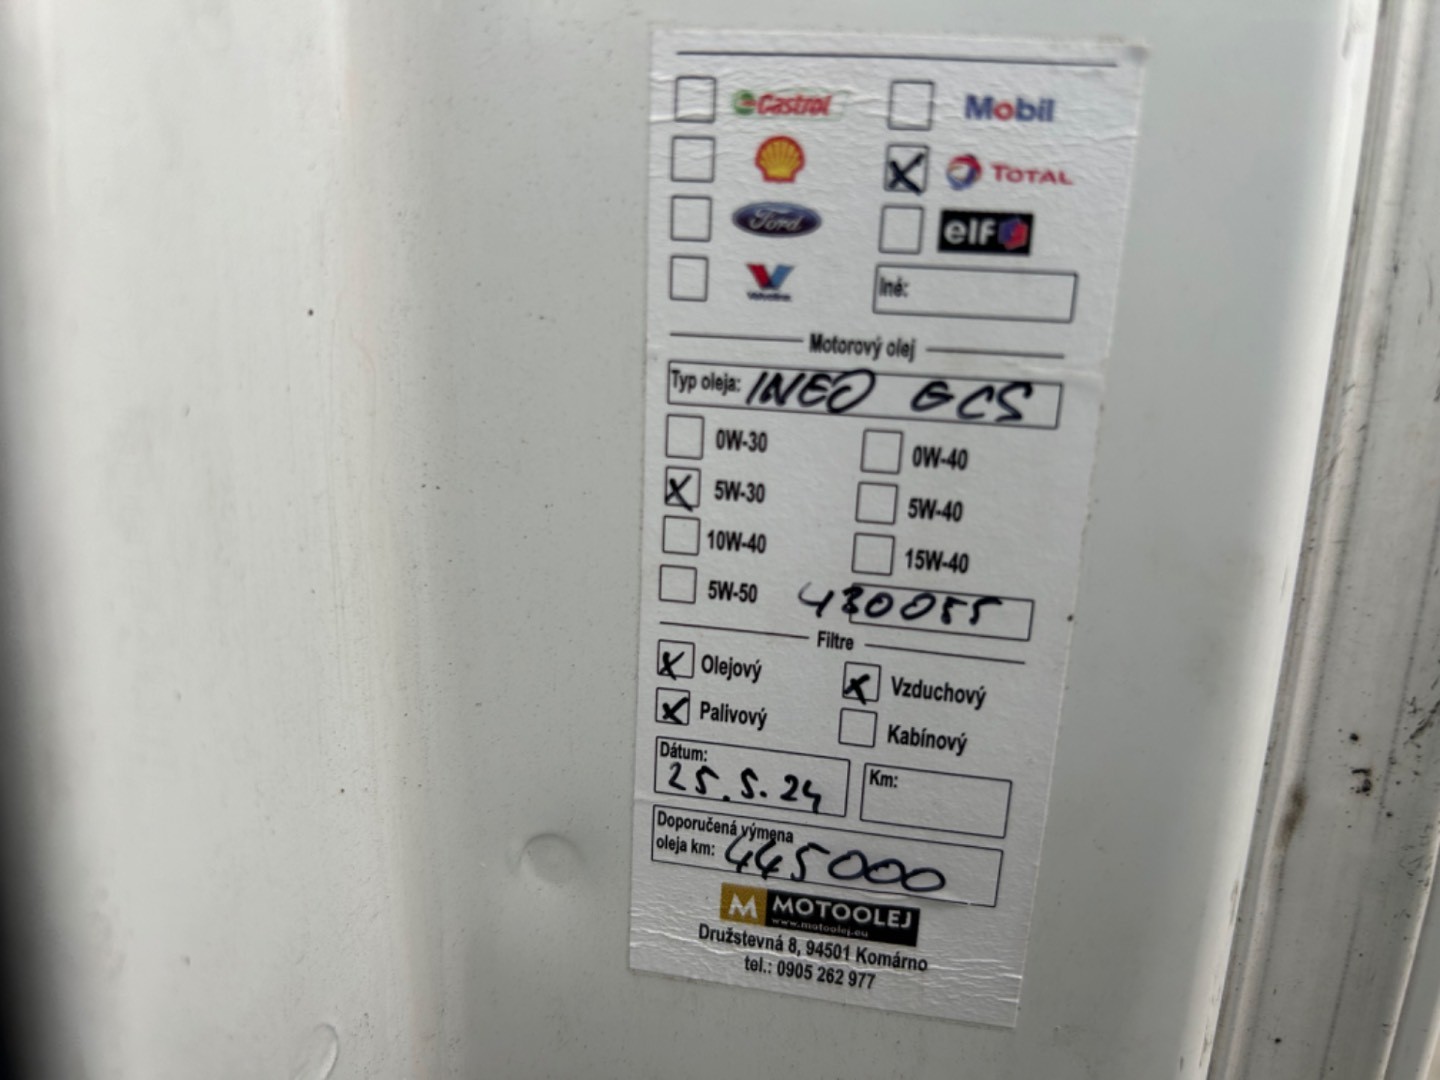 Castrol Mobil
TOTAL
Ford elf
Valvoline Iné:
Motorový olej
Typ oleja: INEO ECS
0W-30 0W-40
X 5W-30 5W-40
10W-40 15W-40
5W-50 430055
Filtre
X Olejový X Vzduchový
X Palivový Kabínový
Dátum: Km:
25.5.24
Doporučená výmena
oleja km: 445000
M MOTOOLEJ
www.motoolej.eu
Družstevná 8, 94501 Komárno
tel.: 0905 262 977